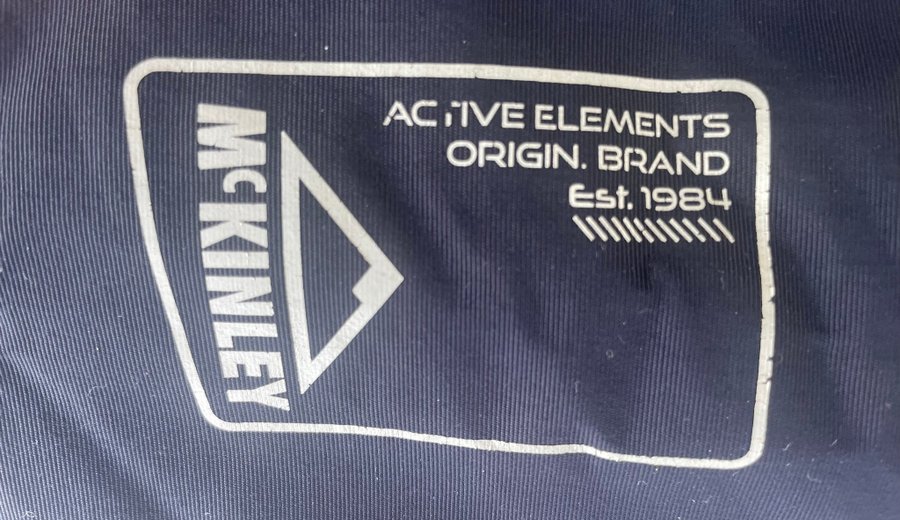 McKINLEY
ACTIVE ELEMENTS
ORIGIN. BRAND
Est. 1984